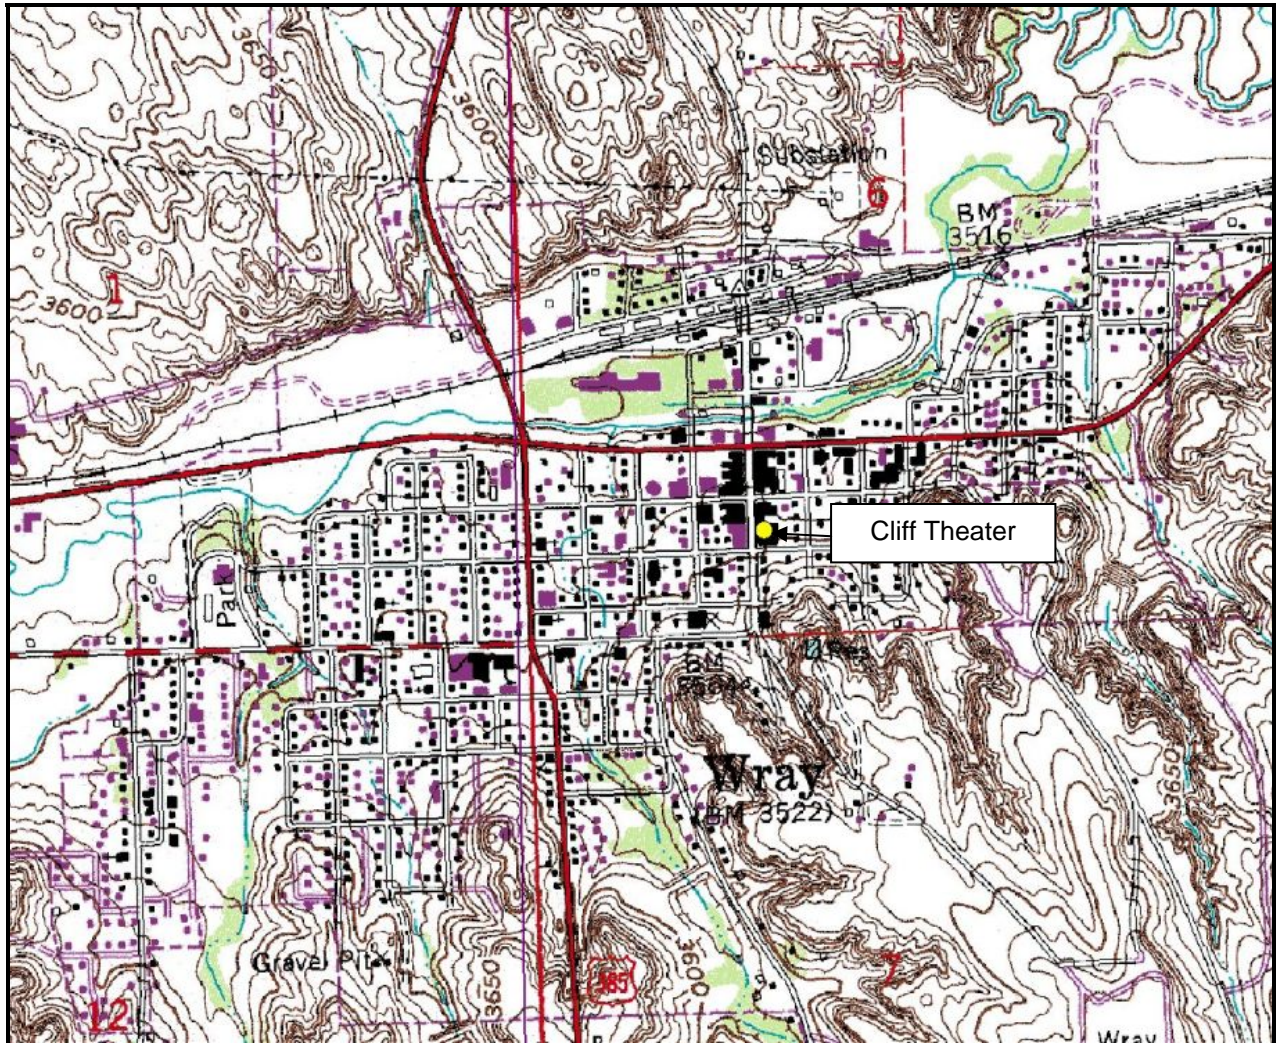 3650
3600
Substation
6
BM
3516
1
3600
Cliff Theater
Park
Res
BM
Wray
(BM 3522)
3650
Gravel Pit
3650
385
3650
7
12
Wray